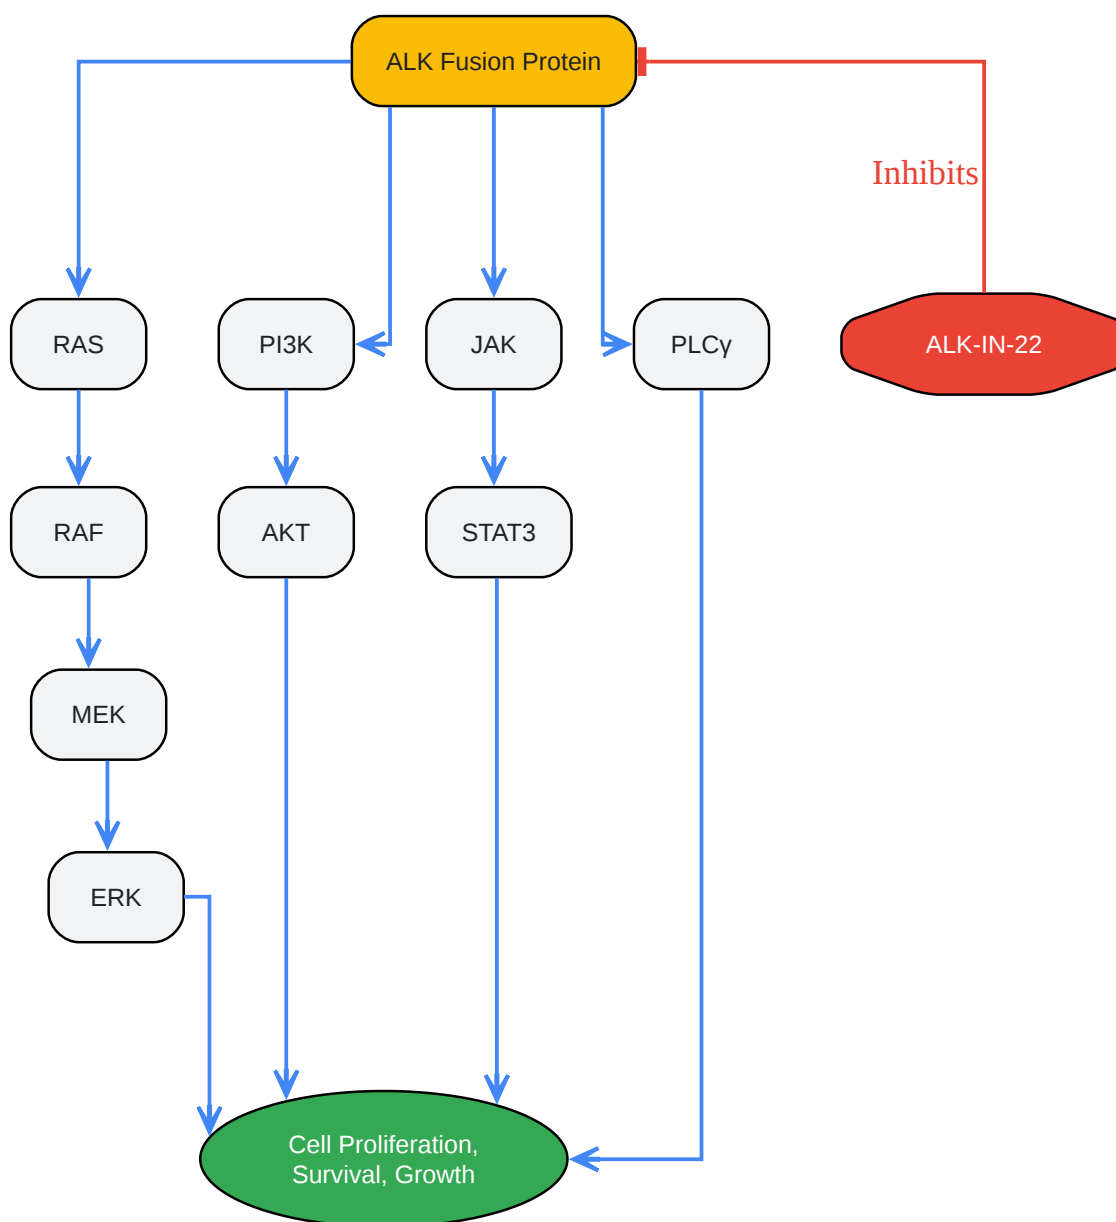 ALK Fusion Protein
Inhibits
RAS
PI3K
JAK
PLCγ
ALK-IN-22
RAF
AKT
STAT3
MEK
ERK
Cell Proliferation,
Survival, Growth